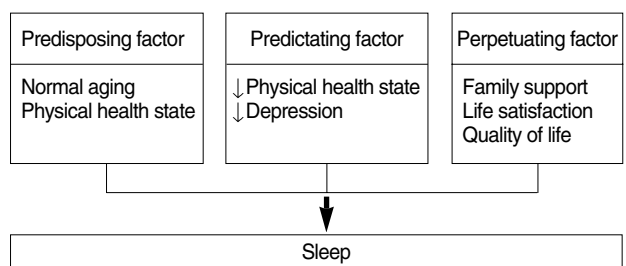 Predisposing factor
Normal aging
Physical health state
Predictating factor
↓Physical health state
↓Depression
Perpetuating factor
Family support
Life satisfaction
Quality of life
Sleep